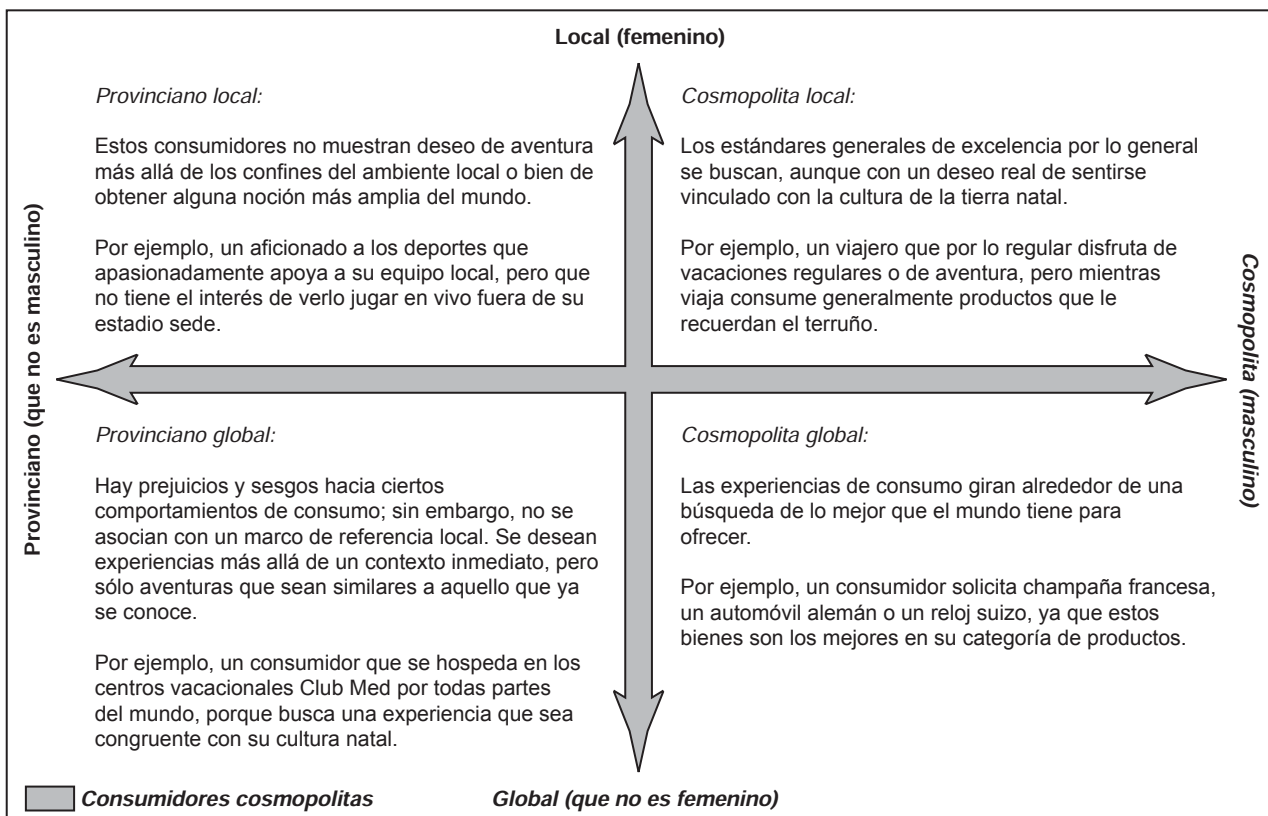 Local (femenino)
Provinciano local:
Estos consumidores no muestran deseo de aventura
más allá de los confines del ambiente local o bien de
obtener alguna noción más amplia del mundo.
Por ejemplo, un aficionado a los deportes que
apasionadamente apoya a su equipo local, pero que
no tiene el interés de verlo jugar en vivo fuera de su
estadio sede.
Cosmopolita local:
Los estándares generales de excelencia por lo general
se buscan, aunque con un deseo real de sentirse
vinculado con la cultura de la tierra natal.
Por ejemplo, un viajero que por lo regular disfruta de
vacaciones regulares o de aventura, pero mientras
viaja consume generalmente productos que le
recuerdan el terruño.
Provinciano (que no es masculino)
Cosmopolita (masculino)
Provinciano global:
Hay prejuicios y sesgos hacia ciertos
comportamientos de consumo; sin embargo, no se
asocian con un marco de referencia local. Se desean
experiencias más allá de un contexto inmediato, pero
sólo aventuras que sean similares a aquello que ya
se conoce.
Por ejemplo, un consumidor que se hospeda en los
centros vacacionales Club Med por todas partes
del mundo, porque busca una experiencia que sea
congruente con su cultura natal.
Cosmopolita global:
Las experiencias de consumo giran alrededor de una
búsqueda de lo mejor que el mundo tiene para
ofrecer.
Por ejemplo, un consumidor solicita champaña francesa,
un automóvil alemán o un reloj suizo, ya que estos
bienes son los mejores en su categoría de productos.
Consumidores cosmopolitas
Global (que no es femenino)